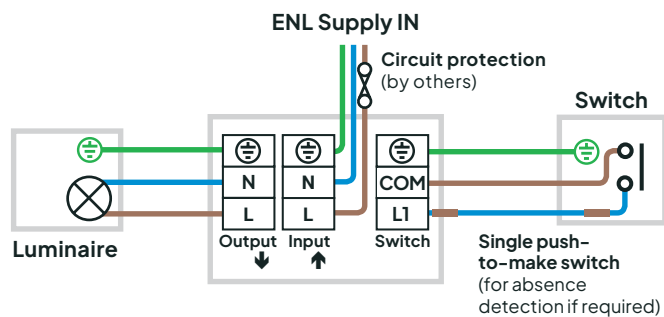 ENL Supply IN
Circuit protection
(by others)
Switch
N
L
N
L
COM
L1
Output
Input
Switch
Luminaire
Single push-
to-make switch
(for absence
detection if required)